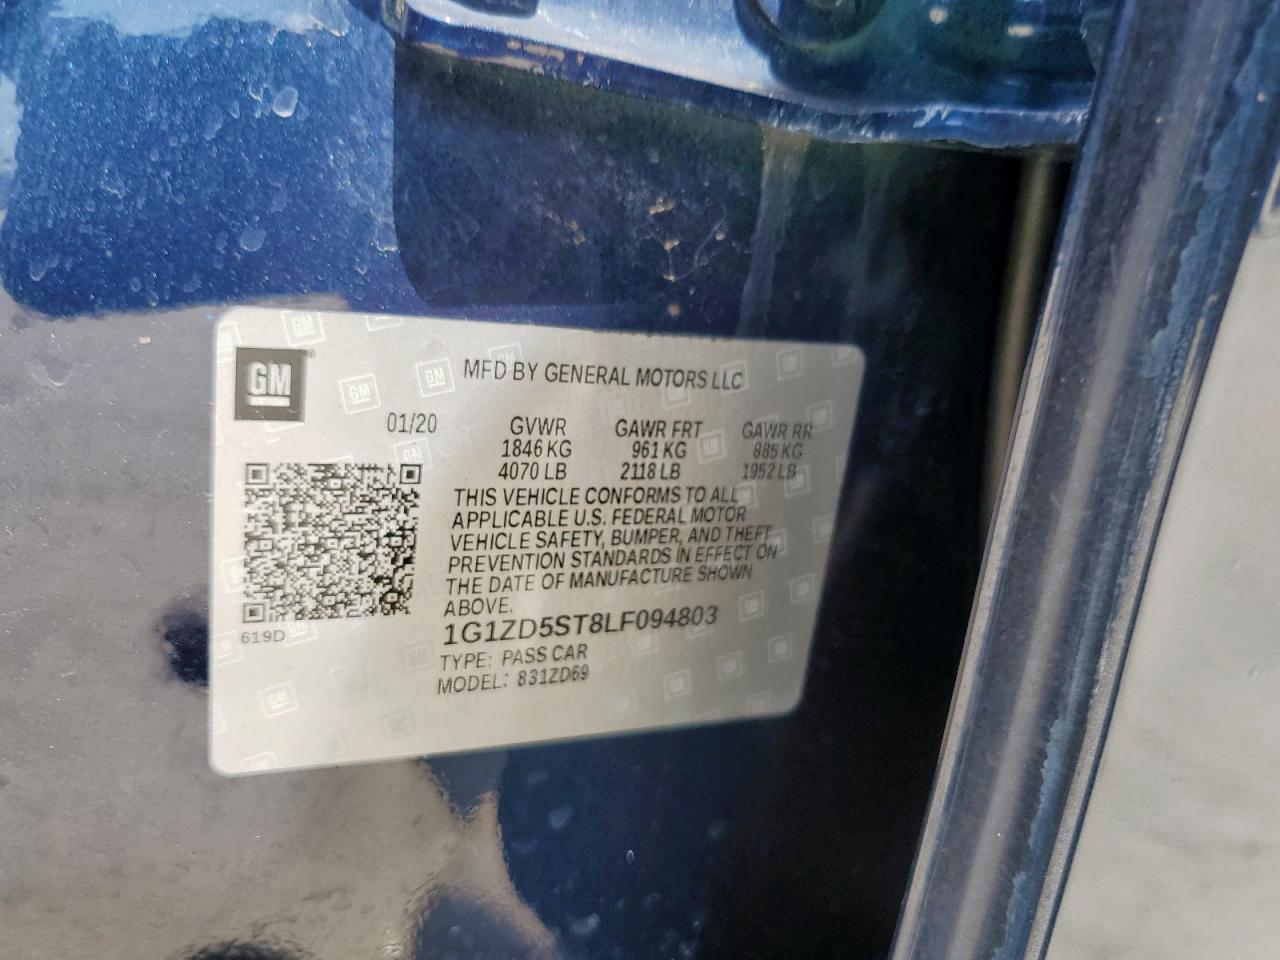 GM
MFD BY GENERAL MOTORS LLC
01/20 GVWR GAWR FRT GAWR RR
1846 KG 961 KG 885 KG
4070 LB 2118 LB 1952 LB
THIS VEHICLE CONFORMS TO ALL
APPLICABLE U.S. FEDERAL MOTOR
VEHICLE SAFETY, BUMPER, AND THEFT
PREVENTION STANDARDS IN EFFECT ON
THE DATE OF MANUFACTURE SHOWN
ABOVE.
619D
1G1ZD5ST8LF094803
TYPE: PASS CAR
MODEL: 831ZD69